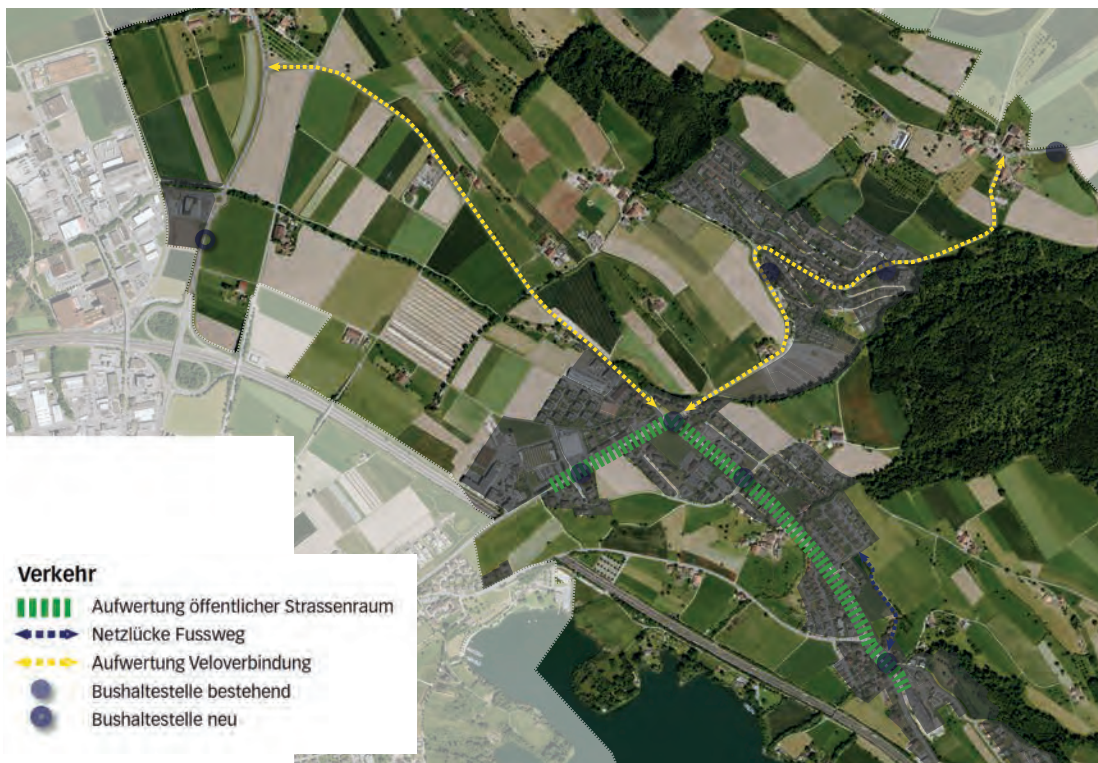 Verkehr
Aufwertung öffentlicher Strassenraum
Netzlücke Fussweg
Aufwertung Veloverbindung
Bushaltestelle bestehend
Bushaltestelle neu